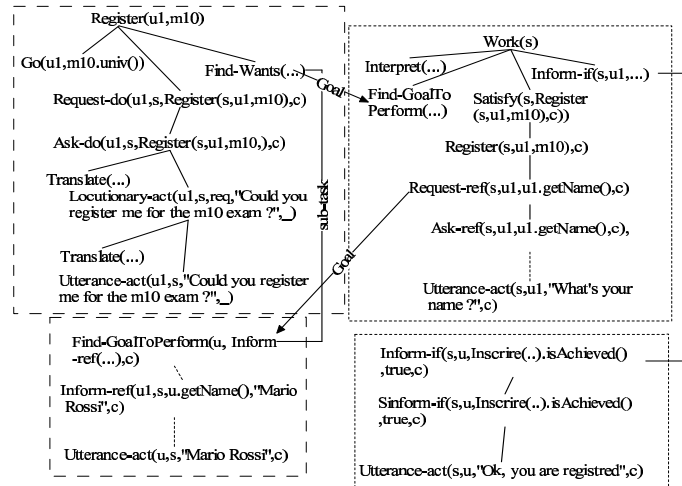 Register(u1,m10)
Go(u1,m10.univ())
Find-Wants(...)
Request-do(u1,s,Register(s,u1,m10),c)
Ask-do(u1,s,Register(s,u1,m10,),c)
Translate(...)
Locutionary-act(u1,s,req,"Could you
register me for the m10 exam ?",_)
Translate(...)
Utterance-act(u1,s,"Could you register
me for the m10 exam ?",_)
Goal
sub-task
Work(s)
Interpret(...)
Inform-if(s,u1,...)
Find-GoalTo
Perform(...)
Satisfy(s,Register
(s,u1,m10),c))
Register(s,u1,m10),c)
Request-ref(s,u1,u1.getName(),c)
Ask-ref(s,u1,u1.getName(),c),
Utterance-act(s,u1,"What's your
name ?",c)
Goal
Find-GoalToPerform(u, Inform
-ref(...),c)
Inform-ref(u1,s,u.getName(),"Mario
Rossi",c)
Utterance-act(u,s,"Mario Rossi",c)
Inform-if(s,u,Inscrire(..).isAchieved()
,true,c)
Sinform-if(s,u,Inscrire(..).isAchieved()
,true,c)
Utterance-act(s,u,"Ok, you are registred",c)